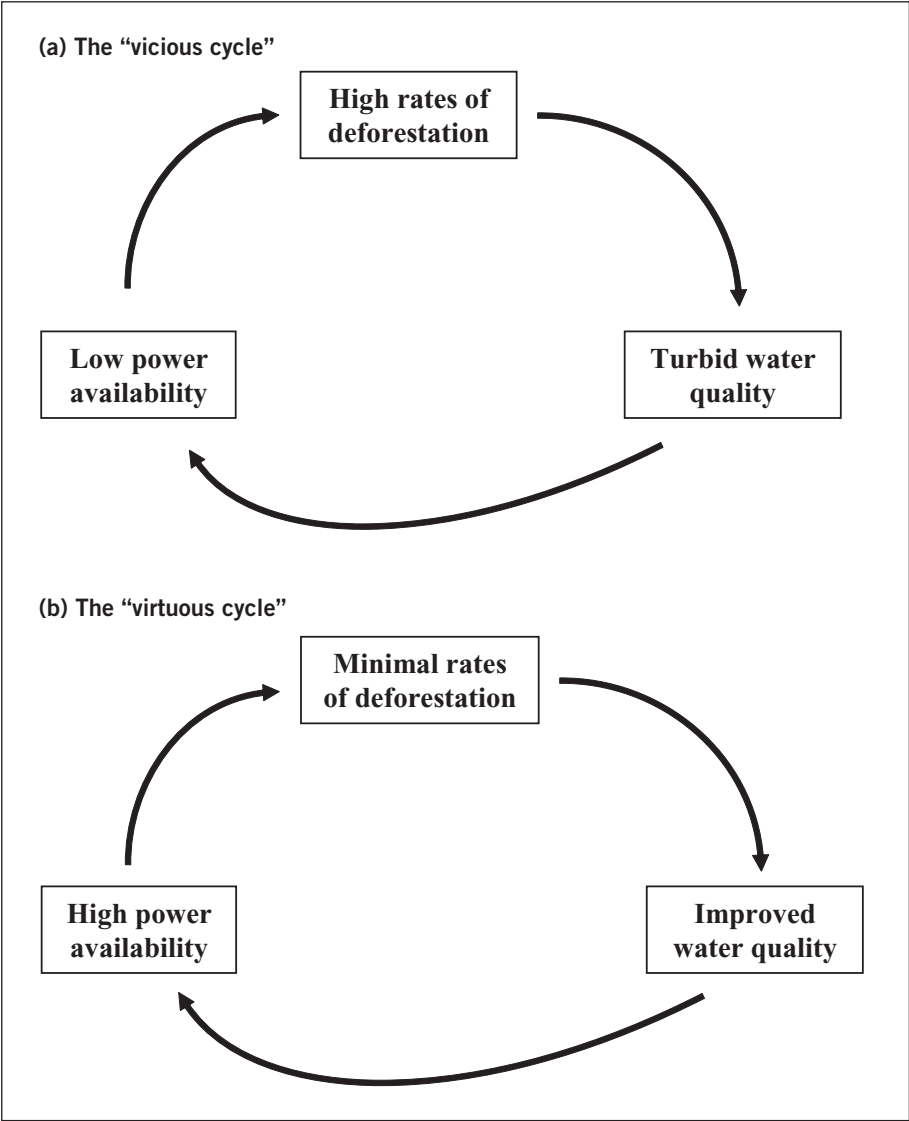 (a) The “vicious cycle”
High rates of
deforestation
Low power
availability
Turbid water
quality
(b) The “virtuous cycle”
Minimal rates
of deforestation
High power
availability
Improved
water quality